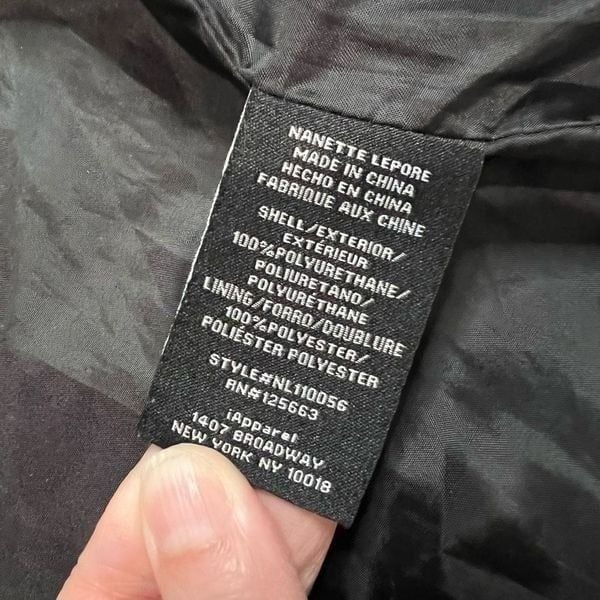 NANETTE LEPORE
MADE IN CHINA
HECHO EN CHINA
FABRIQUE AUX CHINE
SHELL/EXTERIOR/
EXTÉRIEUR
100%POLYURETHANE/
POLIURETANO/
POLYURÉTHANE
LINING/FORRO/DOUBLURE
100%POLYESTER/
POLIÉSTER POLYESTER
STYLE#NL110056
RN#125663
iApparel
1407 BROADWAY
NEW YORK NY 10018